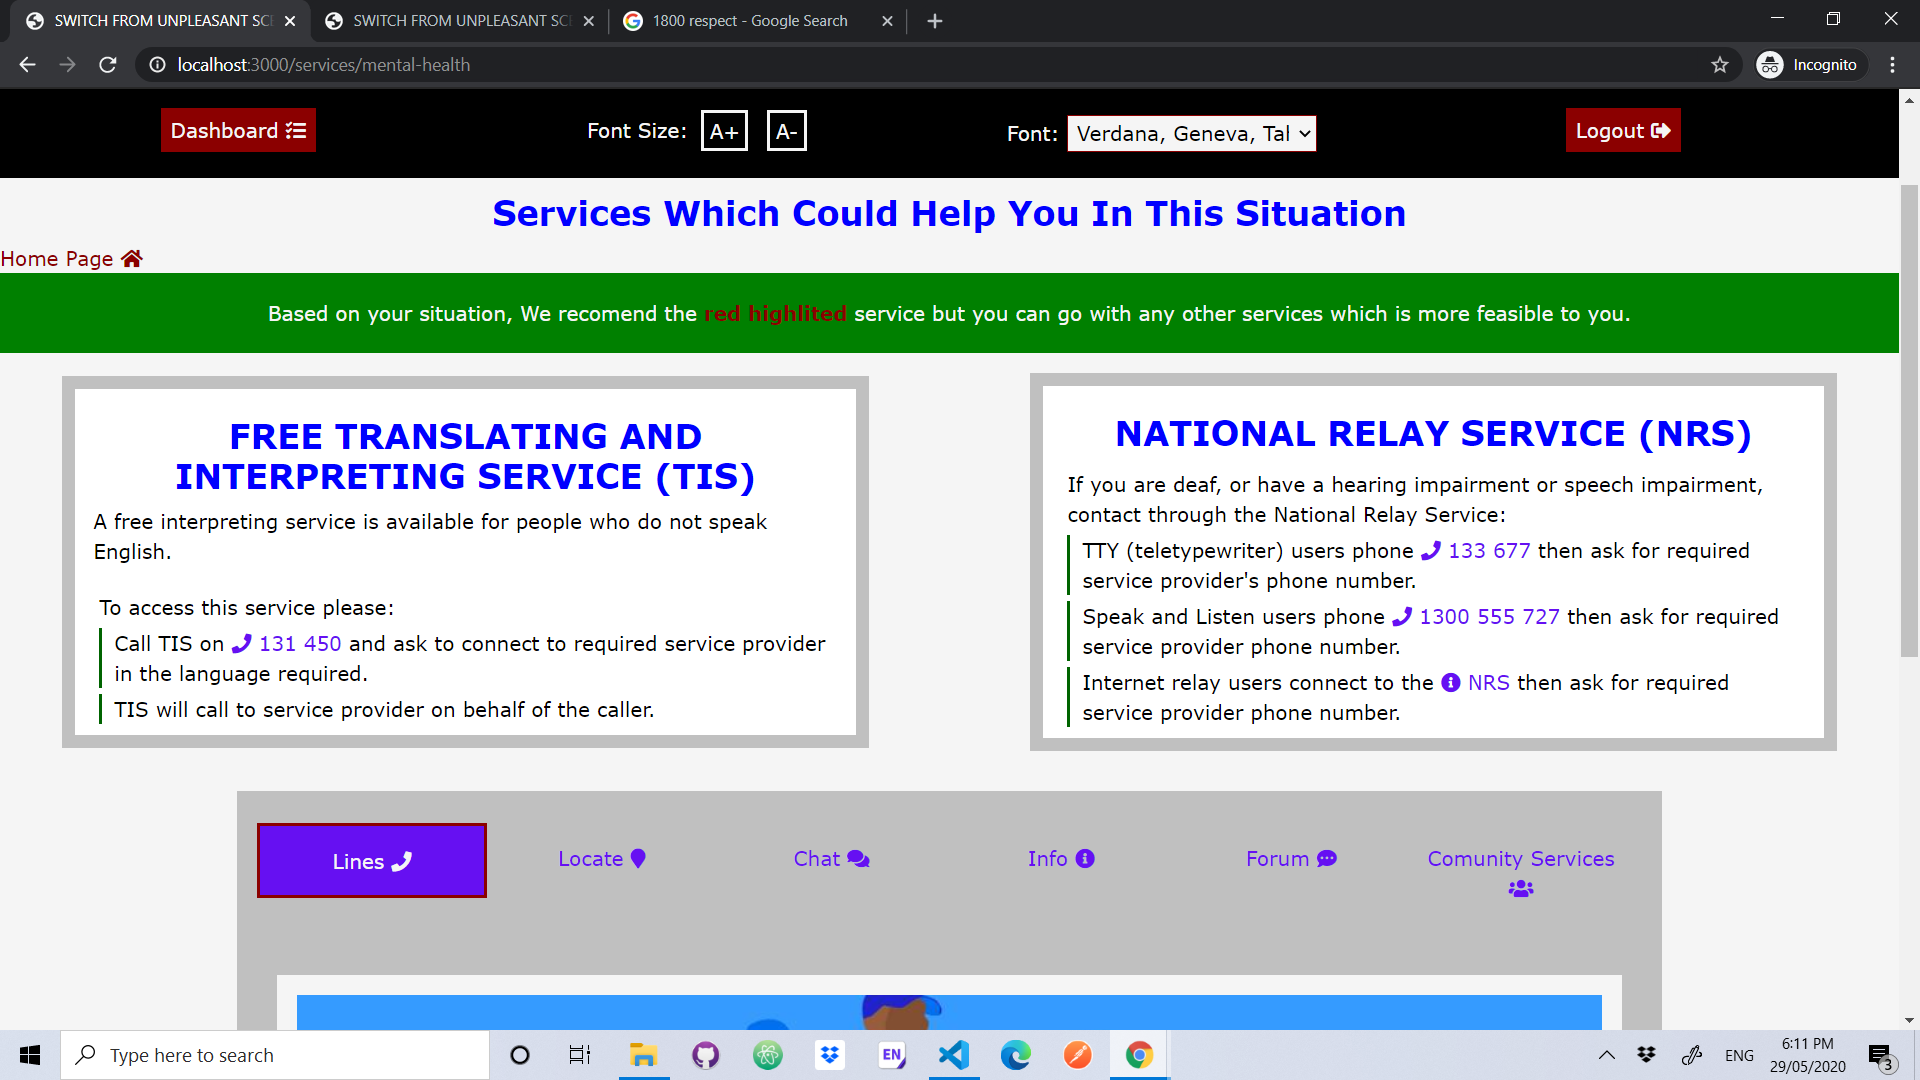 SWITCH FROM UNPLEASANT SCE
SWITCH FROM UNPLEASANT SCE
1800 respect - Google Search
localhost:3000/services/mental-health
Incognito
Dashboard
Font Size: A+ A-
Font: Verdana, Geneva, Tal
Logout
Services Which Could Help You In This Situation
Home Page
Based on your situation, We recomend the red highlited service but you can go with any other services which is more feasible to you.
FREE TRANSLATING AND
INTERPRETING SERVICE (TIS)
A free interpreting service is available for people who do not speak
English.
To access this service please:
Call TIS on 131 450 and ask to connect to required service provider
in the language required.
TIS will call to service provider on behalf of the caller.
NATIONAL RELAY SERVICE (NRS)
If you are deaf, or have a hearing impairment or speech impairment,
contact through the National Relay Service:
TTY (teletypewriter) users phone 133 677 then ask for required
service provider's phone number.
Speak and Listen users phone 1300 555 727 then ask for required
service provider phone number.
Internet relay users connect to the NRS then ask for required
service provider phone number.
Lines
Locate
Chat
Info
Forum
Comunity Services
Type here to search
EN
ENG
6:11 PM
29/05/2020
3